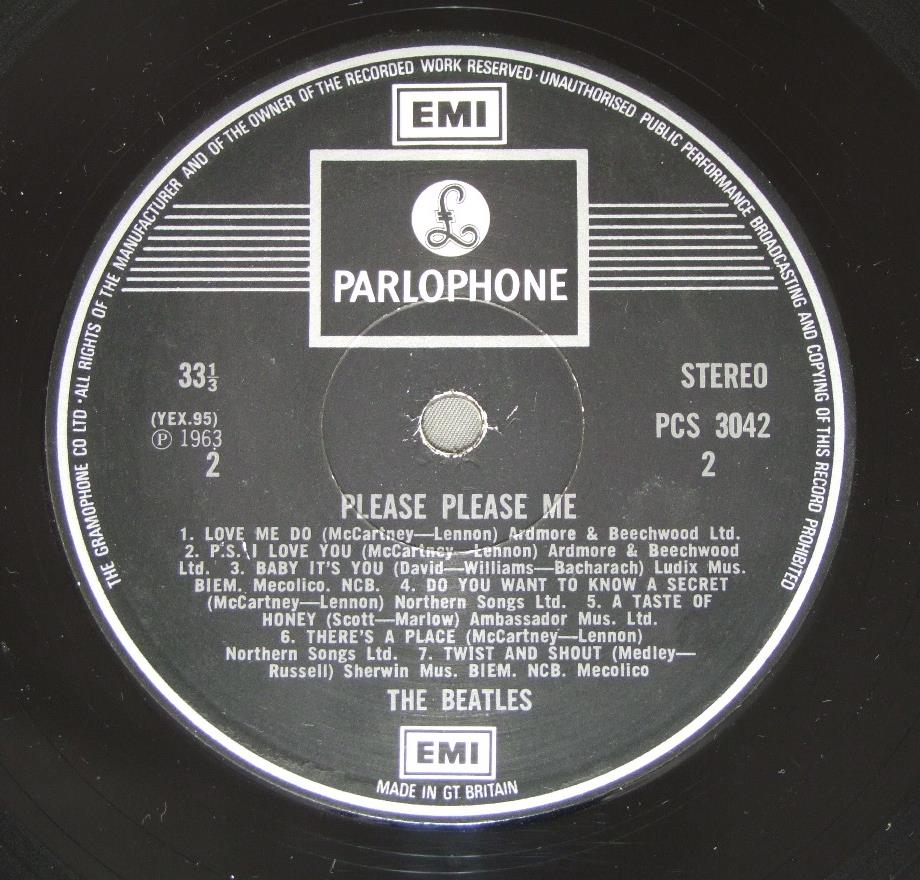 THE GRAMOPHONE CO LTD · ALL RIGHTS OF THE MANUFACTURER AND OF THE OWNER OF THE RECORDED WORK RESERVED · UNAUTHORISED PUBLIC PERFORMANCE BROADCASTING AND COPYING OF THIS RECORD PROHIBITED
EMI
£
PARLOPHONE
33⅓
STEREO
(YEX.95)
PCS 3042
℗ 1963
2
2
PLEASE PLEASE ME
1. LOVE ME DO (McCartney—Lennon) Ardmore & Beechwood Ltd.
2. P.S. I LOVE YOU (McCartney—Lennon) Ardmore & Beechwood
Ltd. 3. BABY IT'S YOU (David—Williams—Bacharach) Ludix Mus.
BIEM. Mecolico. NCB. 4. DO YOU WANT TO KNOW A SECRET
(McCartney—Lennon) Northern Songs Ltd. 5. A TASTE OF
HONEY (Scott—Marlow) Ambassador Mus. Ltd.
6. THERE'S A PLACE (McCartney—Lennon)
Northern Songs Ltd. 7. TWIST AND SHOUT (Medley—
Russell) Sherwin Mus. BIEM. NCB. Mecolico
THE BEATLES
EMI
MADE IN GT. BRITAIN